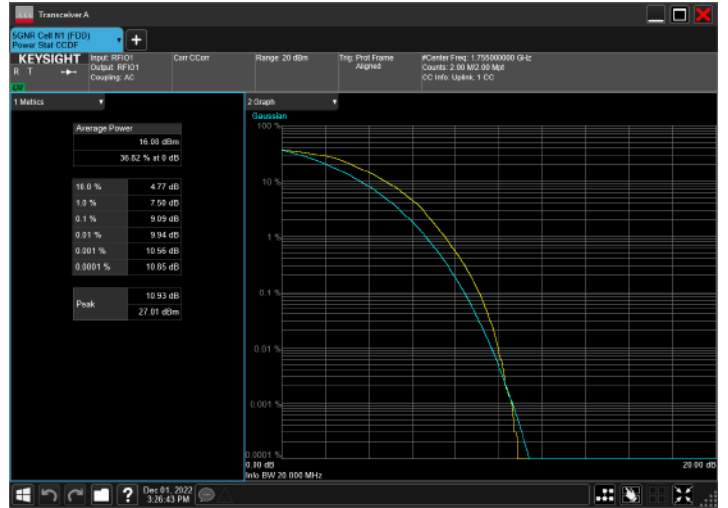 Transceiver A
5GNR Cell N1 (FDD)
Power Stat CCDF
KEYSIGHT
R T
Input: RFIO1
Output: RFIO1
Coupling: AC
Corr CCorr
Range: 20 dBm
Trig: Prot Frame
Aligned
#Center Freq: 1.755000000 GHz
Counts: 2.00 M/2.00 Mpt
CC Info: Uplink, 1 CC
1 Metrics
Average Power
16.08 dBm
36.62 % at 0 dB
10.0 % 4.77 dB
1.0 % 7.50 dB
0.1 % 9.09 dB
0.01 % 9.94 dB
0.001 % 10.56 dB
0.0001 % 10.85 dB
Peak
10.93 dB
27.01 dBm
2 Graph
Gaussian
100 %
10 %
1 %
0.1 %
0.01 %
0.001 %
0.0001 %
0.00 dB
20.00 dB
Info BW 20.000 MHz
?
Dec 01, 2022
3:26:43 PM